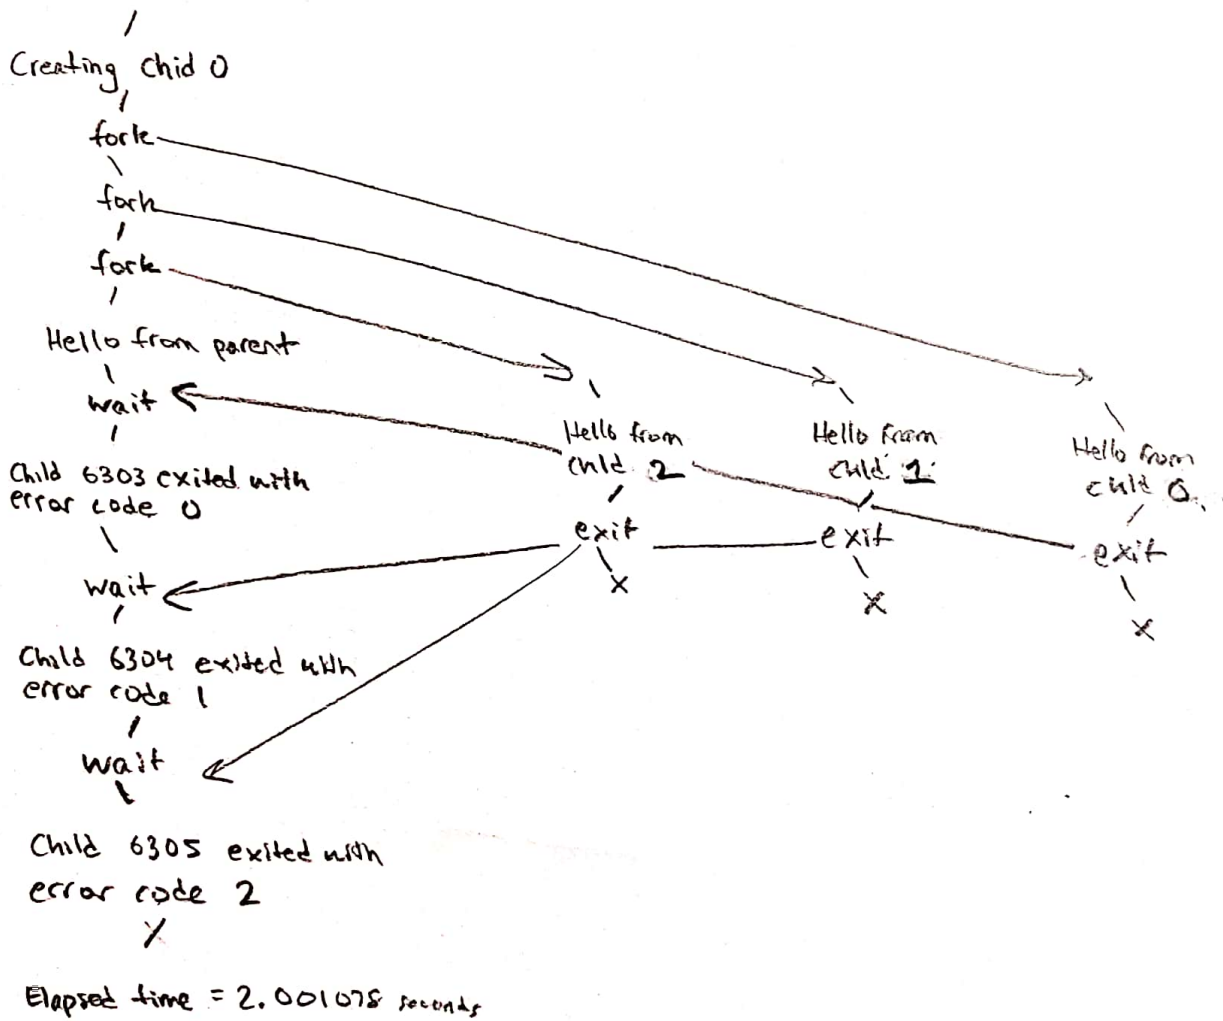 Creating Chid 0
fork
fork
fork
Hello from parent
wait
Hello from
child 2
Hello from
child 1
Hello from
child 0
exit
exit
exit
x
x
x
Child 6303 exited with
error code 0
wait
Child 6304 exited with
error code 1
wait
Child 6305 exited with
error code 2
X
Elapsed time = 2.001078 seconds